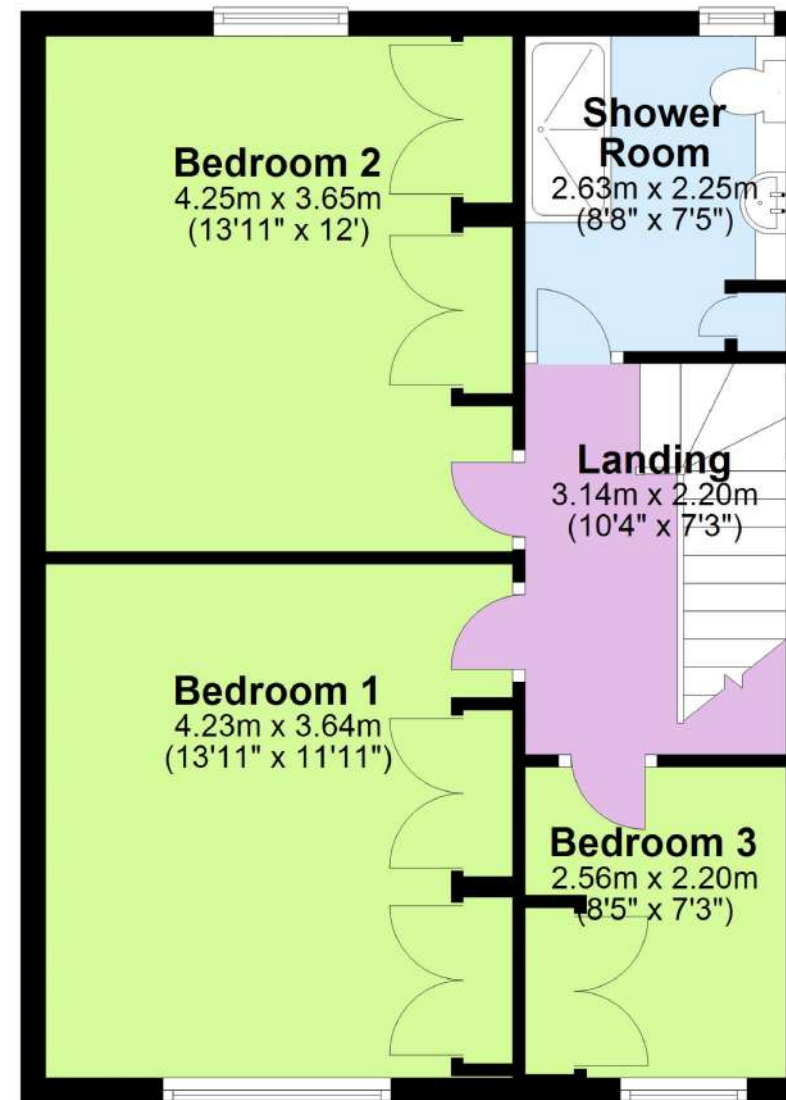 Bedroom 2
4.25m x 3.65m
(13'11" x 12')
Shower
Room
2.63m x 2.25m
(8'8" x 7'5")
Landing
3.14m x 2.20m
(10'4" x 7'3")
Bedroom 1
4.23m x 3.64m
(13'11" x 11'11")
Bedroom 3
2.56m x 2.20m
(8'5" x 7'3")